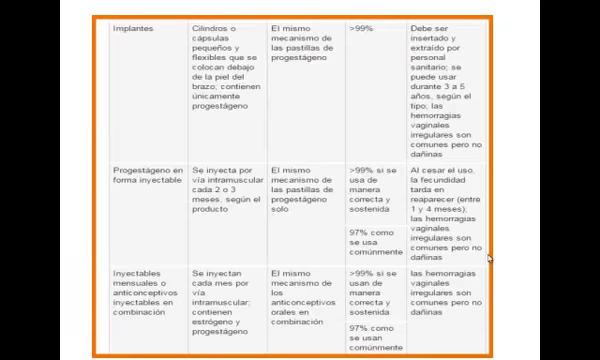 Implantes
Cilindros o
cápsulas
pequeños y
flexibles que se
colocan debajo
de la piel del
brazo; contienen
únicamente
progestágeno
El mismo
mecanismo de
las pastillas de
progestágeno
>99%
Debe ser
insertado y
extraído por
personal
sanitario; se
puede usar
durante 3 a 5
años, según el
tipo; las
hemorragias
vaginales
irregulares son
comunes pero no
dañinas
Progestágeno en
forma inyectable
Se inyecta por
vía intramuscular
cada 2 o 3
meses, según el
producto
El mismo
mecanismo de
las pastillas de
progestágeno
solo
>99% si se
usa de
manera
correcta y
sostenida
97% como
se usa
comúnmente
Al cesar el uso,
la fecundidad
tarda en
reaparecer (entre
1 y 4 meses);
las hemorragias
vaginales
irregulares son
comunes pero no
dañinas
Inyectables
mensuales o
anticonceptivos
inyectables en
combinación
Se inyectan
cada mes por
vía
intramuscular;
contienen
estrógeno y
progestágeno
El mismo
mecanismo de
los
anticonceptivos
orales en
combinación
>99% si se
usan de
manera
correcta y
sostenida
97% como
se usan
comúnmente
las hemorragias
vaginales
irregulares son
comunes pero no
dañinas